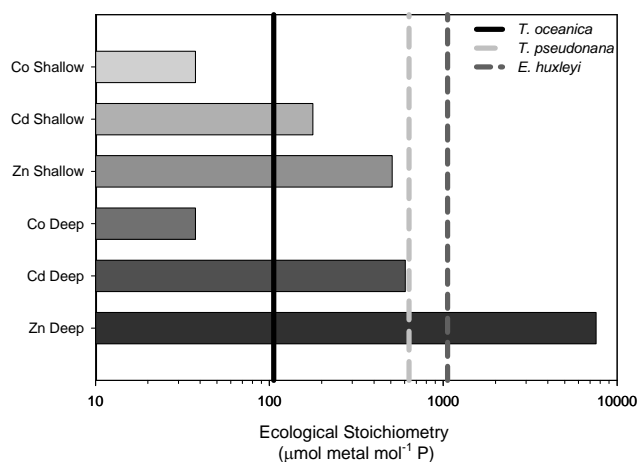 T. oceanica
T. pseudonana
E. huxleyi
Co Shallow
Cd Shallow
Zn Shallow
Co Deep
Cd Deep
Zn Deep
10 100 1000 10000
Ecological Stoichiometry
(μmol metal mol⁻¹ P)